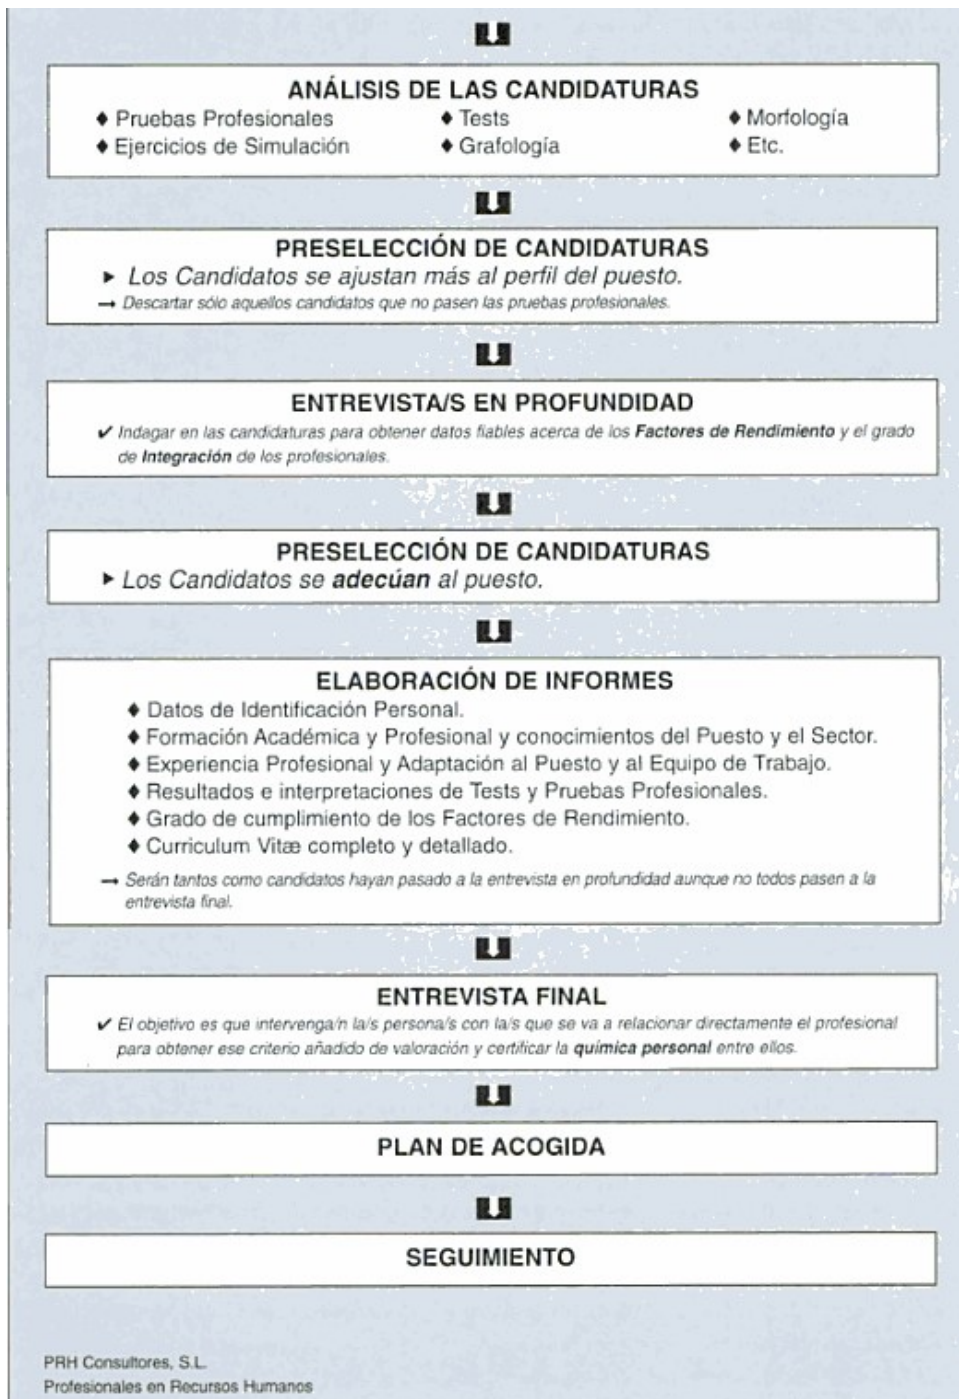 ANÁLISIS DE LAS CANDIDATURAS
♦ Pruebas Profesionales ♦ Tests ♦ Morfología
♦ Ejercicios de Simulación ♦ Grafología ♦ Etc.
PRESELECCIÓN DE CANDIDATURAS
► Los Candidatos se ajustan más al perfil del puesto.
→ Descartar sólo aquellos candidatos que no pasen las pruebas profesionales.
ENTREVISTA/S EN PROFUNDIDAD
✔ Indagar en las candidaturas para obtener datos fiables acerca de los Factores de Rendimiento y el grado
de Integración de los profesionales.
PRESELECCIÓN DE CANDIDATURAS
► Los Candidatos se adecúan al puesto.
ELABORACIÓN DE INFORMES
♦ Datos de Identificación Personal.
♦ Formación Académica y Profesional y conocimientos del Puesto y el Sector.
♦ Experiencia Profesional y Adaptación al Puesto y al Equipo de Trabajo.
♦ Resultados e interpretaciones de Tests y Pruebas Profesionales.
♦ Grado de cumplimiento de los Factores de Rendimiento.
♦ Curriculum Vitæ completo y detallado.
→ Serán tantos como candidatos hayan pasado a la entrevista en profundidad aunque no todos pasen a la
entrevista final.
ENTREVISTA FINAL
✔ El objetivo es que intervenga/n la/s persona/s con la/s que se va a relacionar directamente el profesional
para obtener ese criterio añadido de valoración y certificar la química personal entre ellos.
PLAN DE ACOGIDA
SEGUIMIENTO
PRH Consultores, S.L.
Profesionales en Recursos Humanos